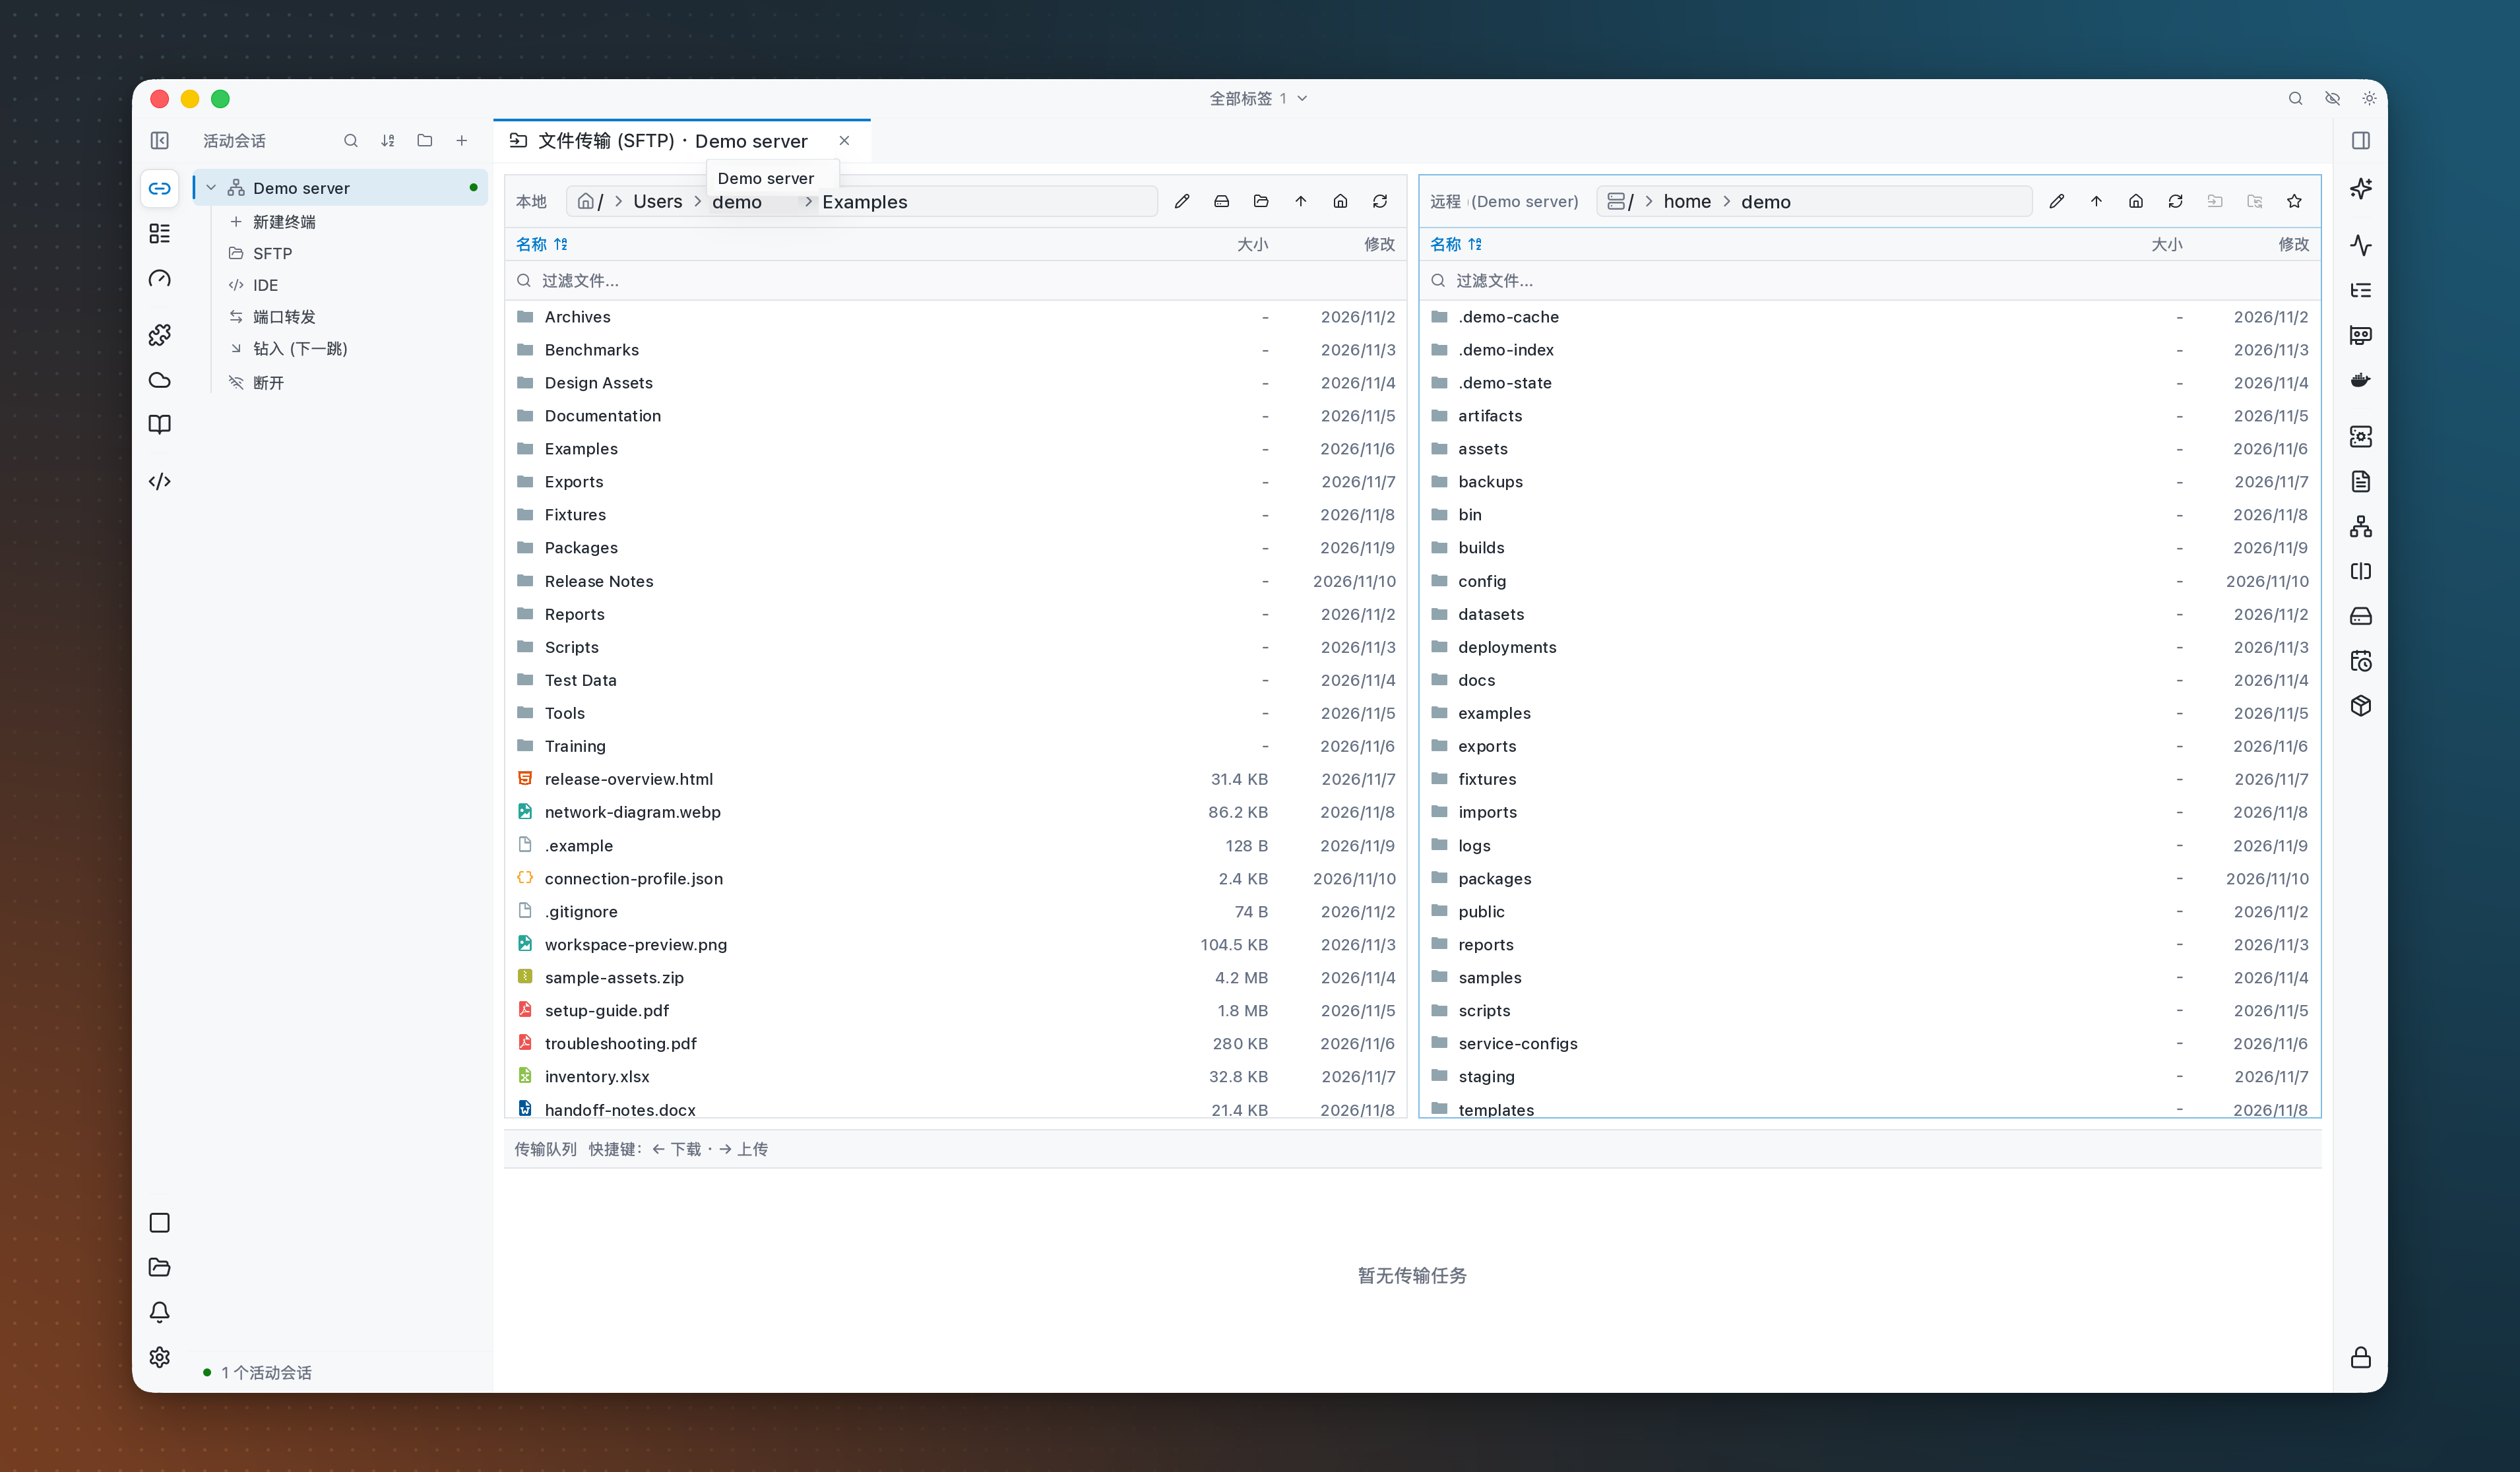 全部标签 1
活动会话
Demo server
新建终端
SFTP
IDE
端口转发
钻入 (下一跳)
断开
1 个活动会话
文件传输 (SFTP) · Demo server
Demo server
本地 / Users demo Examples
名称 大小 修改
过滤文件...
Archives - 2026/11/2
Benchmarks - 2026/11/3
Design Assets - 2026/11/4
Documentation - 2026/11/5
Examples - 2026/11/6
Exports - 2026/11/7
Fixtures - 2026/11/8
Packages - 2026/11/9
Release Notes - 2026/11/10
Reports - 2026/11/2
Scripts - 2026/11/3
Test Data - 2026/11/4
Tools - 2026/11/5
Training - 2026/11/6
release-overview.html 31.4 KB 2026/11/7
network-diagram.webp 86.2 KB 2026/11/8
.example 128 B 2026/11/9
connection-profile.json 2.4 KB 2026/11/10
.gitignore 74 B 2026/11/2
workspace-preview.png 104.5 KB 2026/11/3
sample-assets.zip 4.2 MB 2026/11/4
setup-guide.pdf 1.8 MB 2026/11/5
troubleshooting.pdf 280 KB 2026/11/6
inventory.xlsx 32.8 KB 2026/11/7
handoff-notes.docx 21.4 KB 2026/11/8
远程 (Demo server) / home demo
名称 大小 修改
过滤文件...
.demo-cache - 2026/11/2
.demo-index - 2026/11/3
.demo-state - 2026/11/4
artifacts - 2026/11/5
assets - 2026/11/6
backups - 2026/11/7
bin - 2026/11/8
builds - 2026/11/9
config - 2026/11/10
datasets - 2026/11/2
deployments - 2026/11/3
docs - 2026/11/4
examples - 2026/11/5
exports - 2026/11/6
fixtures - 2026/11/7
imports - 2026/11/8
logs - 2026/11/9
packages - 2026/11/10
public - 2026/11/2
reports - 2026/11/3
samples - 2026/11/4
scripts - 2026/11/5
service-configs - 2026/11/6
staging - 2026/11/7
templates - 2026/11/8
传输队列 快捷键: ← 下载 · → 上传
暂无传输任务